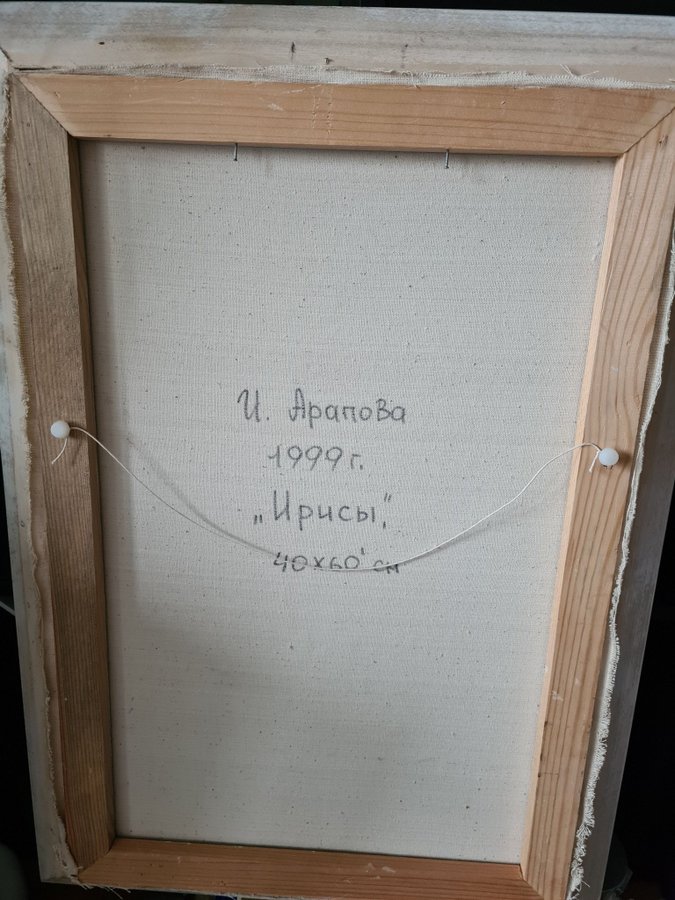 И. Арапова
1999 г.
„Ирисы"
40х60 см